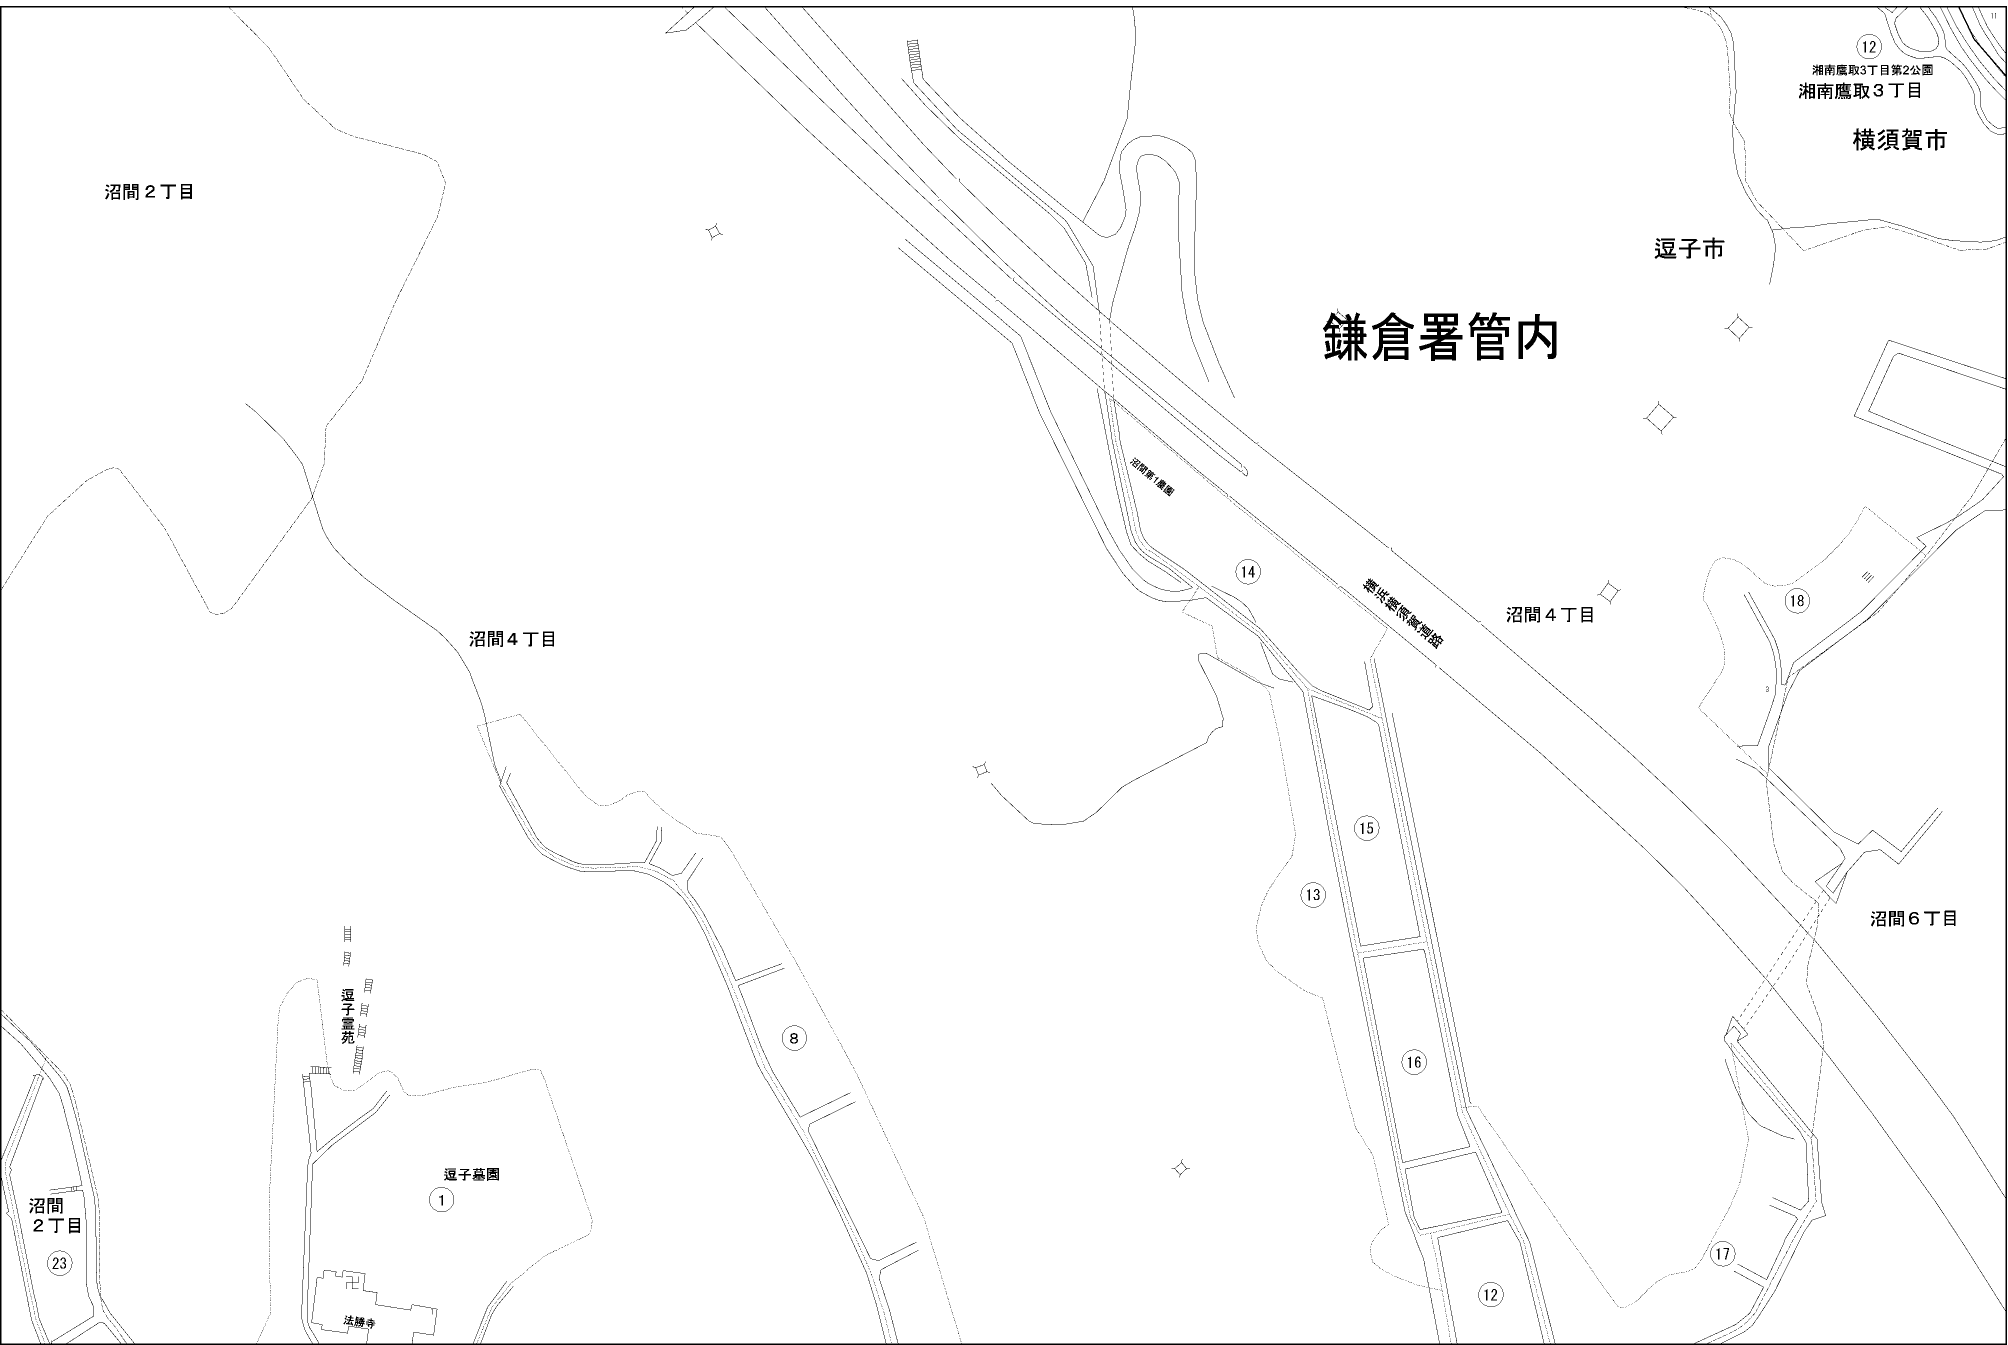 11
12
湘南鷹取3丁目第2公園
湘南鷹取３丁目
横須賀市
沼間２丁目
逗子市
鎌倉署管内
沼間第1農園
14
横浜横須賀道路
沼間４丁目
18
沼間４丁目
3
15
13
沼間６丁目
逗子霊苑
8
16
逗子墓園
1
沼間
２丁目
23
17
12
法勝寺